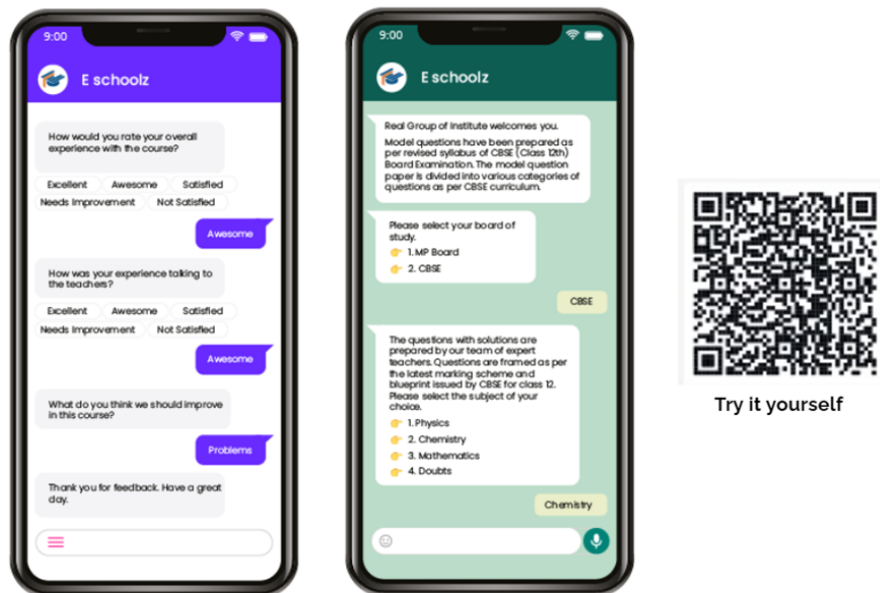 9:00
E schoolz
How would you rate your overall
experience with the course?
Excellent Awesome Satisfied
Needs Improvement Not Satisfied
Awesome
How was your experience talking to
the teachers?
Excellent Awesome Satisfied
Needs Improvement Not Satisfied
Awesome
What do you think we should improve
in this course?
Problems
Thank you for feedback. Have a great
day.
9:00
E schoolz
Real Group of Institute welcomes you.
Model questions have been prepared as
per revised syllabus of CBSE (Class 12th)
Board Examination. The model question
paper is divided into various categories of
questions as per CBSE curriculum.
Please select your board of
study.
1. MP Board
2. CBSE
CBSE
The questions with solutions are
prepared by our team of expert
teachers. Questions are framed as per
the latest marking scheme and
blueprint issued by CBSE for class 12.
Please select the subject of your
choice.
1. Physics
2. Chemistry
3. Mathematics
4. Doubts
Chemistry
Try it yourself